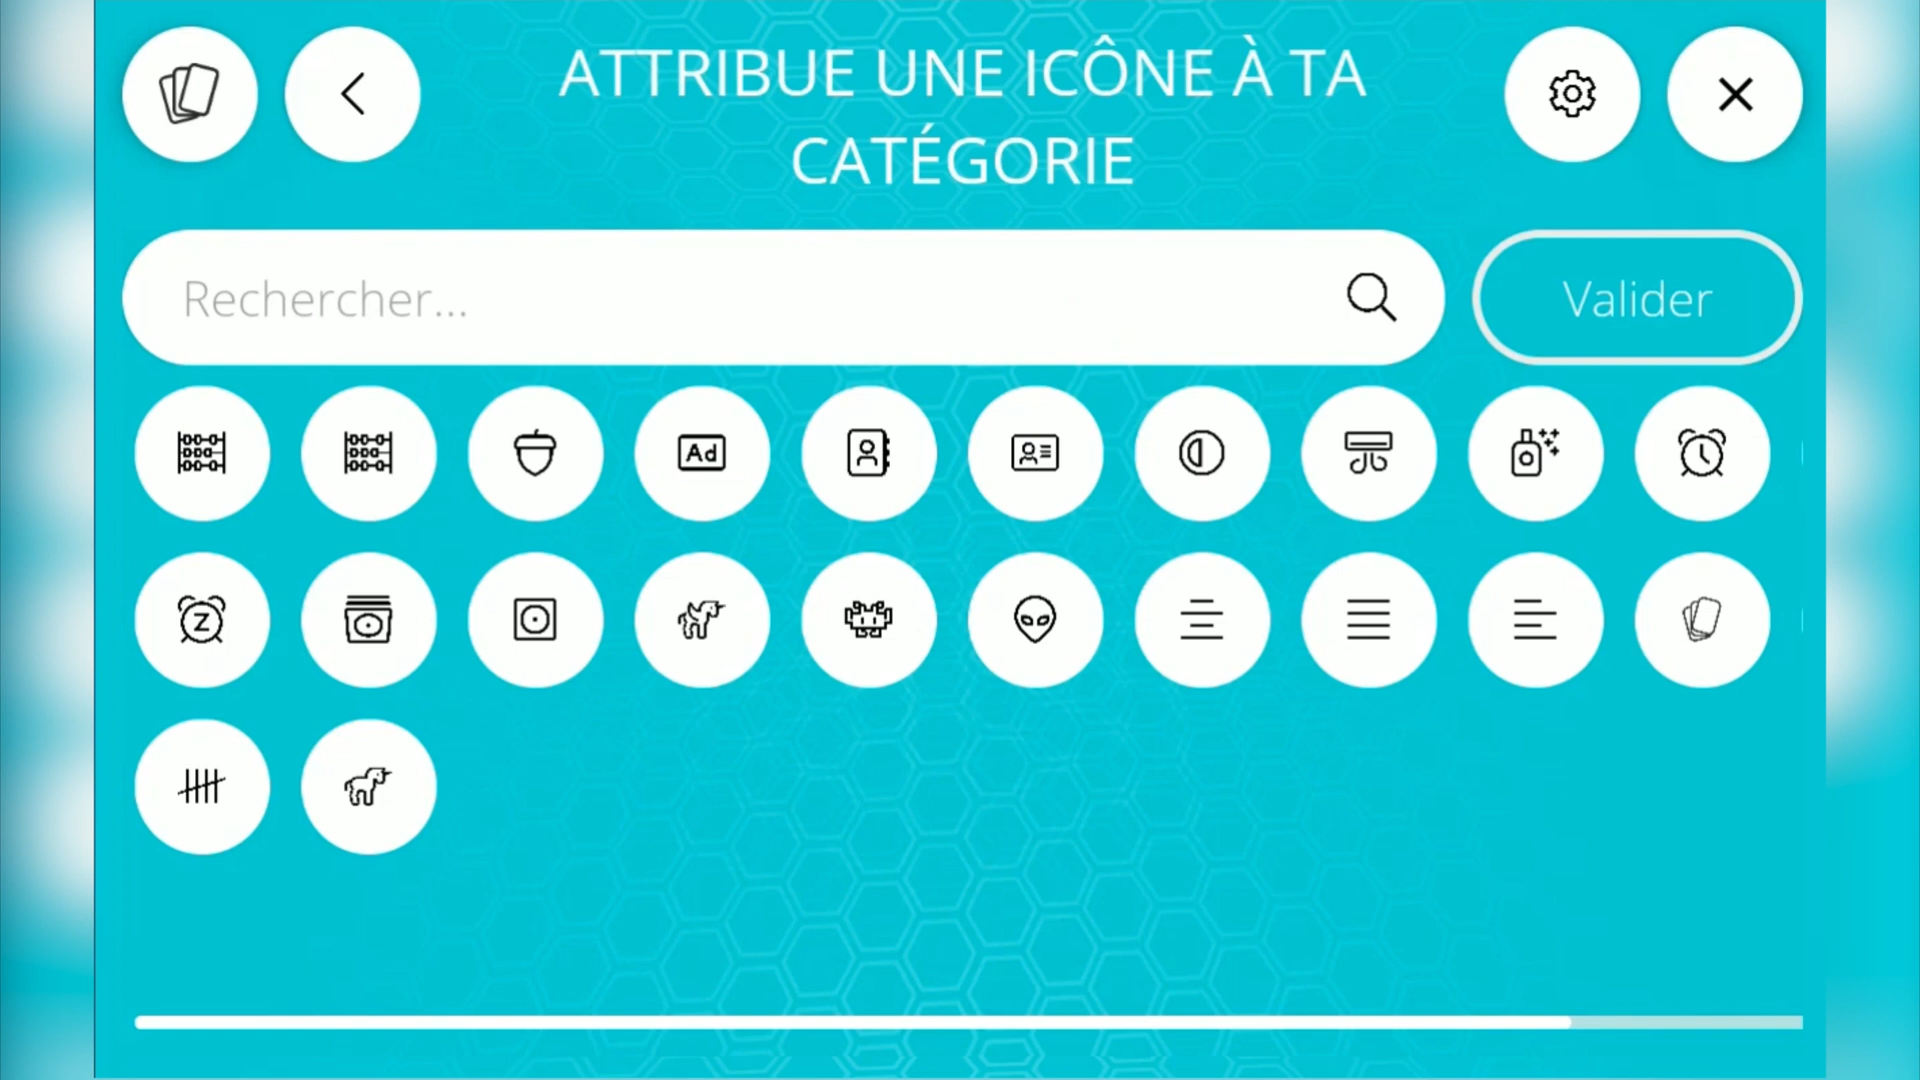 ATTRIBUE UNE ICÔNE À TA
CATÉGORIE
Rechercher...
Valider
Ad
Z